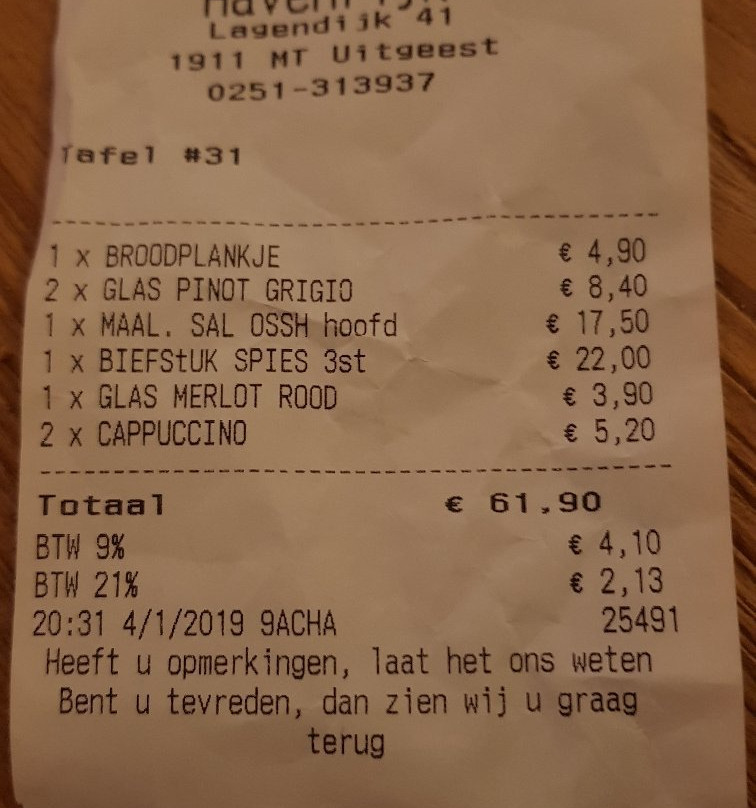 Lagendijk 41
1911 MT Uitgeest
0251-313937
Tafel #31
1 x BROODPLANKJE € 4,90
2 x GLAS PINOT GRIGIO € 8,40
1 x MAAL. SAL OSSH hoofd € 17,50
1 x BIEFStUK SPIES 3st € 22,00
1 x GLAS MERLOT ROOD € 3,90
2 x CAPPUCCINO € 5,20
Totaal € 61,90
BTW 9% € 4,10
BTW 21% € 2,13
20:31 4/1/2019 9ACHA 25491
Heeft u opmerkingen, laat het ons weten
Bent u tevreden, dan zien wij u graag
terug